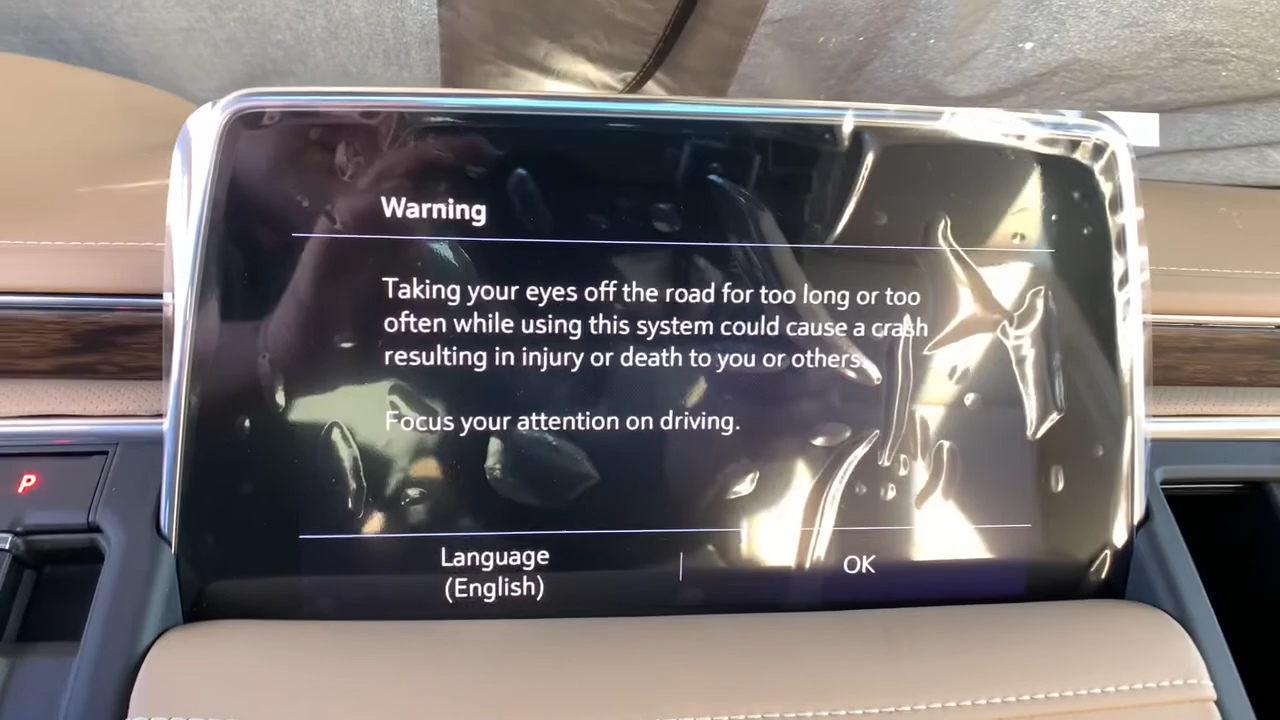 Warning
Taking your eyes off the road for too long or too
often while using this system could cause a crash
resulting in injury or death to you or others.
Focus your attention on driving.
P
Language
(English)
OK